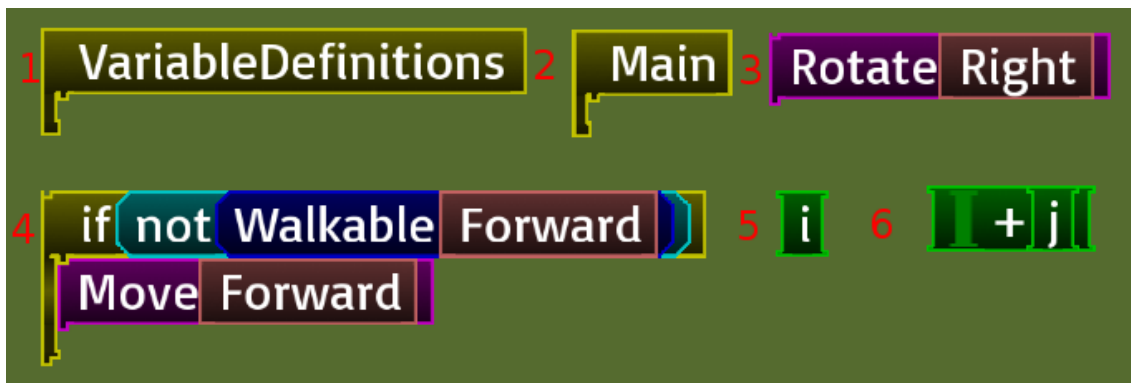 1 VariableDefinitions 2 Main 3 Rotate Right
4 if not Walkable Forward 5 i 6 + j
Move Forward